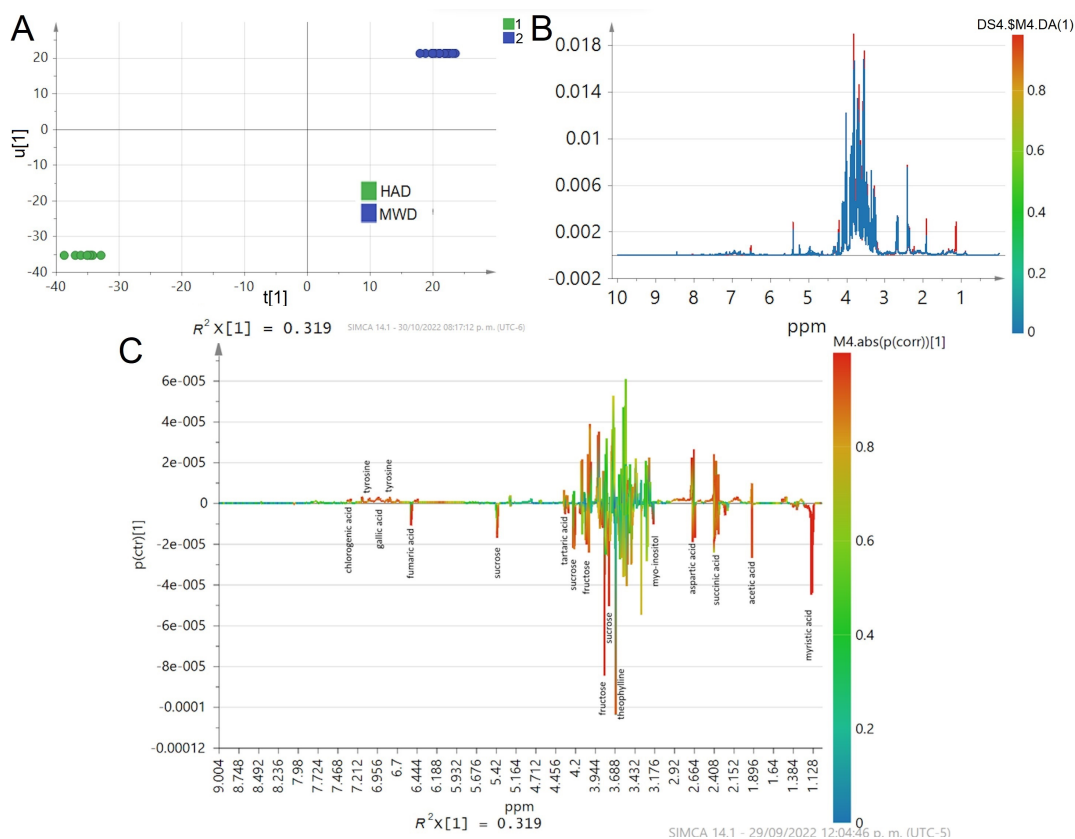 A
1
2
20
10
0
-10
-20
-30
-40
u[1]
HAD
MWD
-40 -30 -20 -10 0 10 20
t[1]
R²X[1] = 0.319
SIMCA 14.1 - 30/10/2022 08:17:12 p. m. (UTC-6)
B
DS4.$M4.DA(1)
0.018
0.014
0.01
0.006
0.002
-0.002
10 9 8 7 6 5 4 3 2 1
ppm
0.8
0.6
0.4
0.2
0
C
M4.abs(p(corr))[1]
6e-005
4e-005
2e-005
0
-2e-005
-4e-005
-6e-005
-8e-005
-0.0001
-0.00012
p(ctr)[1]
chlorogenic acid
tyrosine
gallic acid
tyrosine
fumaric acid
sucrose
tartaric acid
sucrose
fructose
fructose
sucrose
theophylline
myo-inositol
aspartic acid
succinic acid
acetic acid
myristic acid
9.004 8.748 8.492 8.236 7.98 7.724 7.468 7.212 6.956 6.7 6.444 6.188 5.932 5.676 5.42 5.164 4.712 4.456 4.2 3.944 3.688 3.432 3.176 2.92 2.664 2.408 2.152 1.896 1.64 1.384 1.128
ppm
R²X[1] = 0.319
0.8
0.6
0.4
0.2
0
SIMCA 14.1 - 29/09/2022 12:04:46 p. m. (UTC-5)